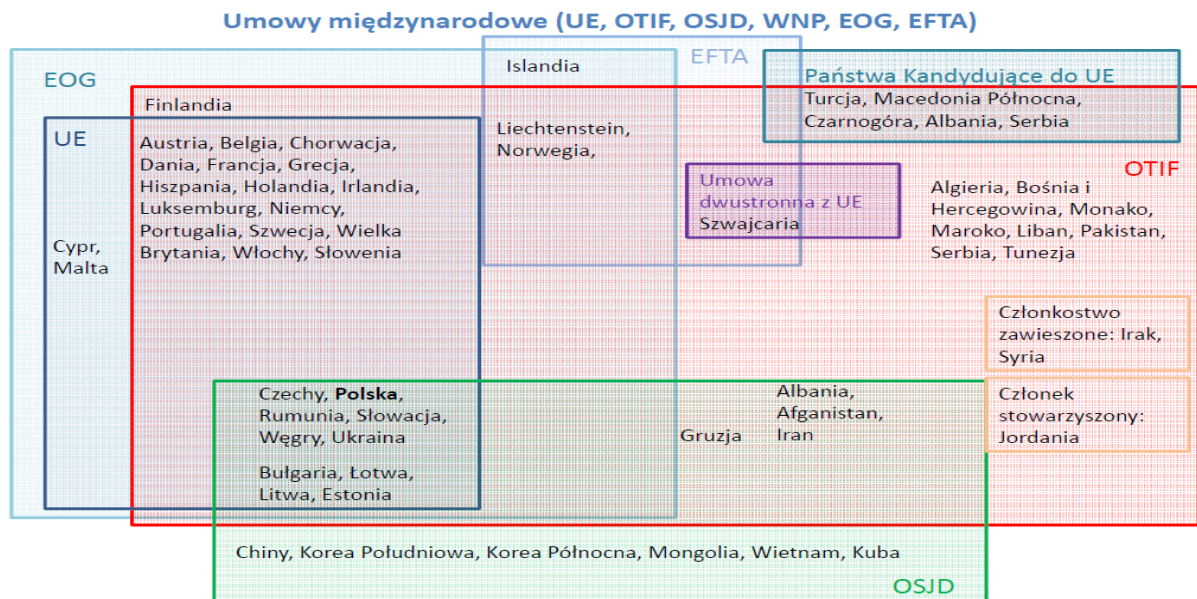 Umowy międzynarodowe (UE, OTIF, OSJD, WNP, EOG, EFTA)
EOG
Islandia
EFTA
Państwa Kandydujące do UE
Turcja, Macedonia Północna,
Czarnogóra, Albania, Serbia
Finlandia
UE
Austria, Belgia, Chorwacja,
Dania, Francja, Grecja,
Hiszpania, Holandia, Irlandia,
Luksemburg, Niemcy,
Portugalia, Szwecja, Wielka
Brytania, Włochy, Słowenia
Cypr,
Malta
Liechtenstein,
Norwegia,
Umowa
dwustronna z UE
Szwajcaria
OTIF
Algieria, Bośnia i
Hercegowina, Monako,
Maroko, Liban, Pakistan,
Serbia, Tunezja
Członkostwo
zawieszone: Irak,
Syria
Członek
stowarzyszony:
Jordania
Czechy, Polska,
Rumunia, Słowacja,
Węgry, Ukraina
Bułgaria, Łotwa,
Litwa, Estonia
Gruzja
Albania,
Afganistan,
Iran
Chiny, Korea Południowa, Korea Północna, Mongolia, Wietnam, Kuba
OSJD